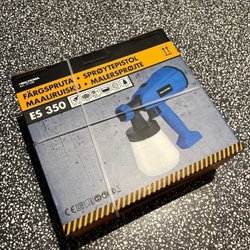 FÄRGSPRUTA • SPRØYTEPISTOL
MAALIRUISKU • MALERSPRØJTE
ES 350